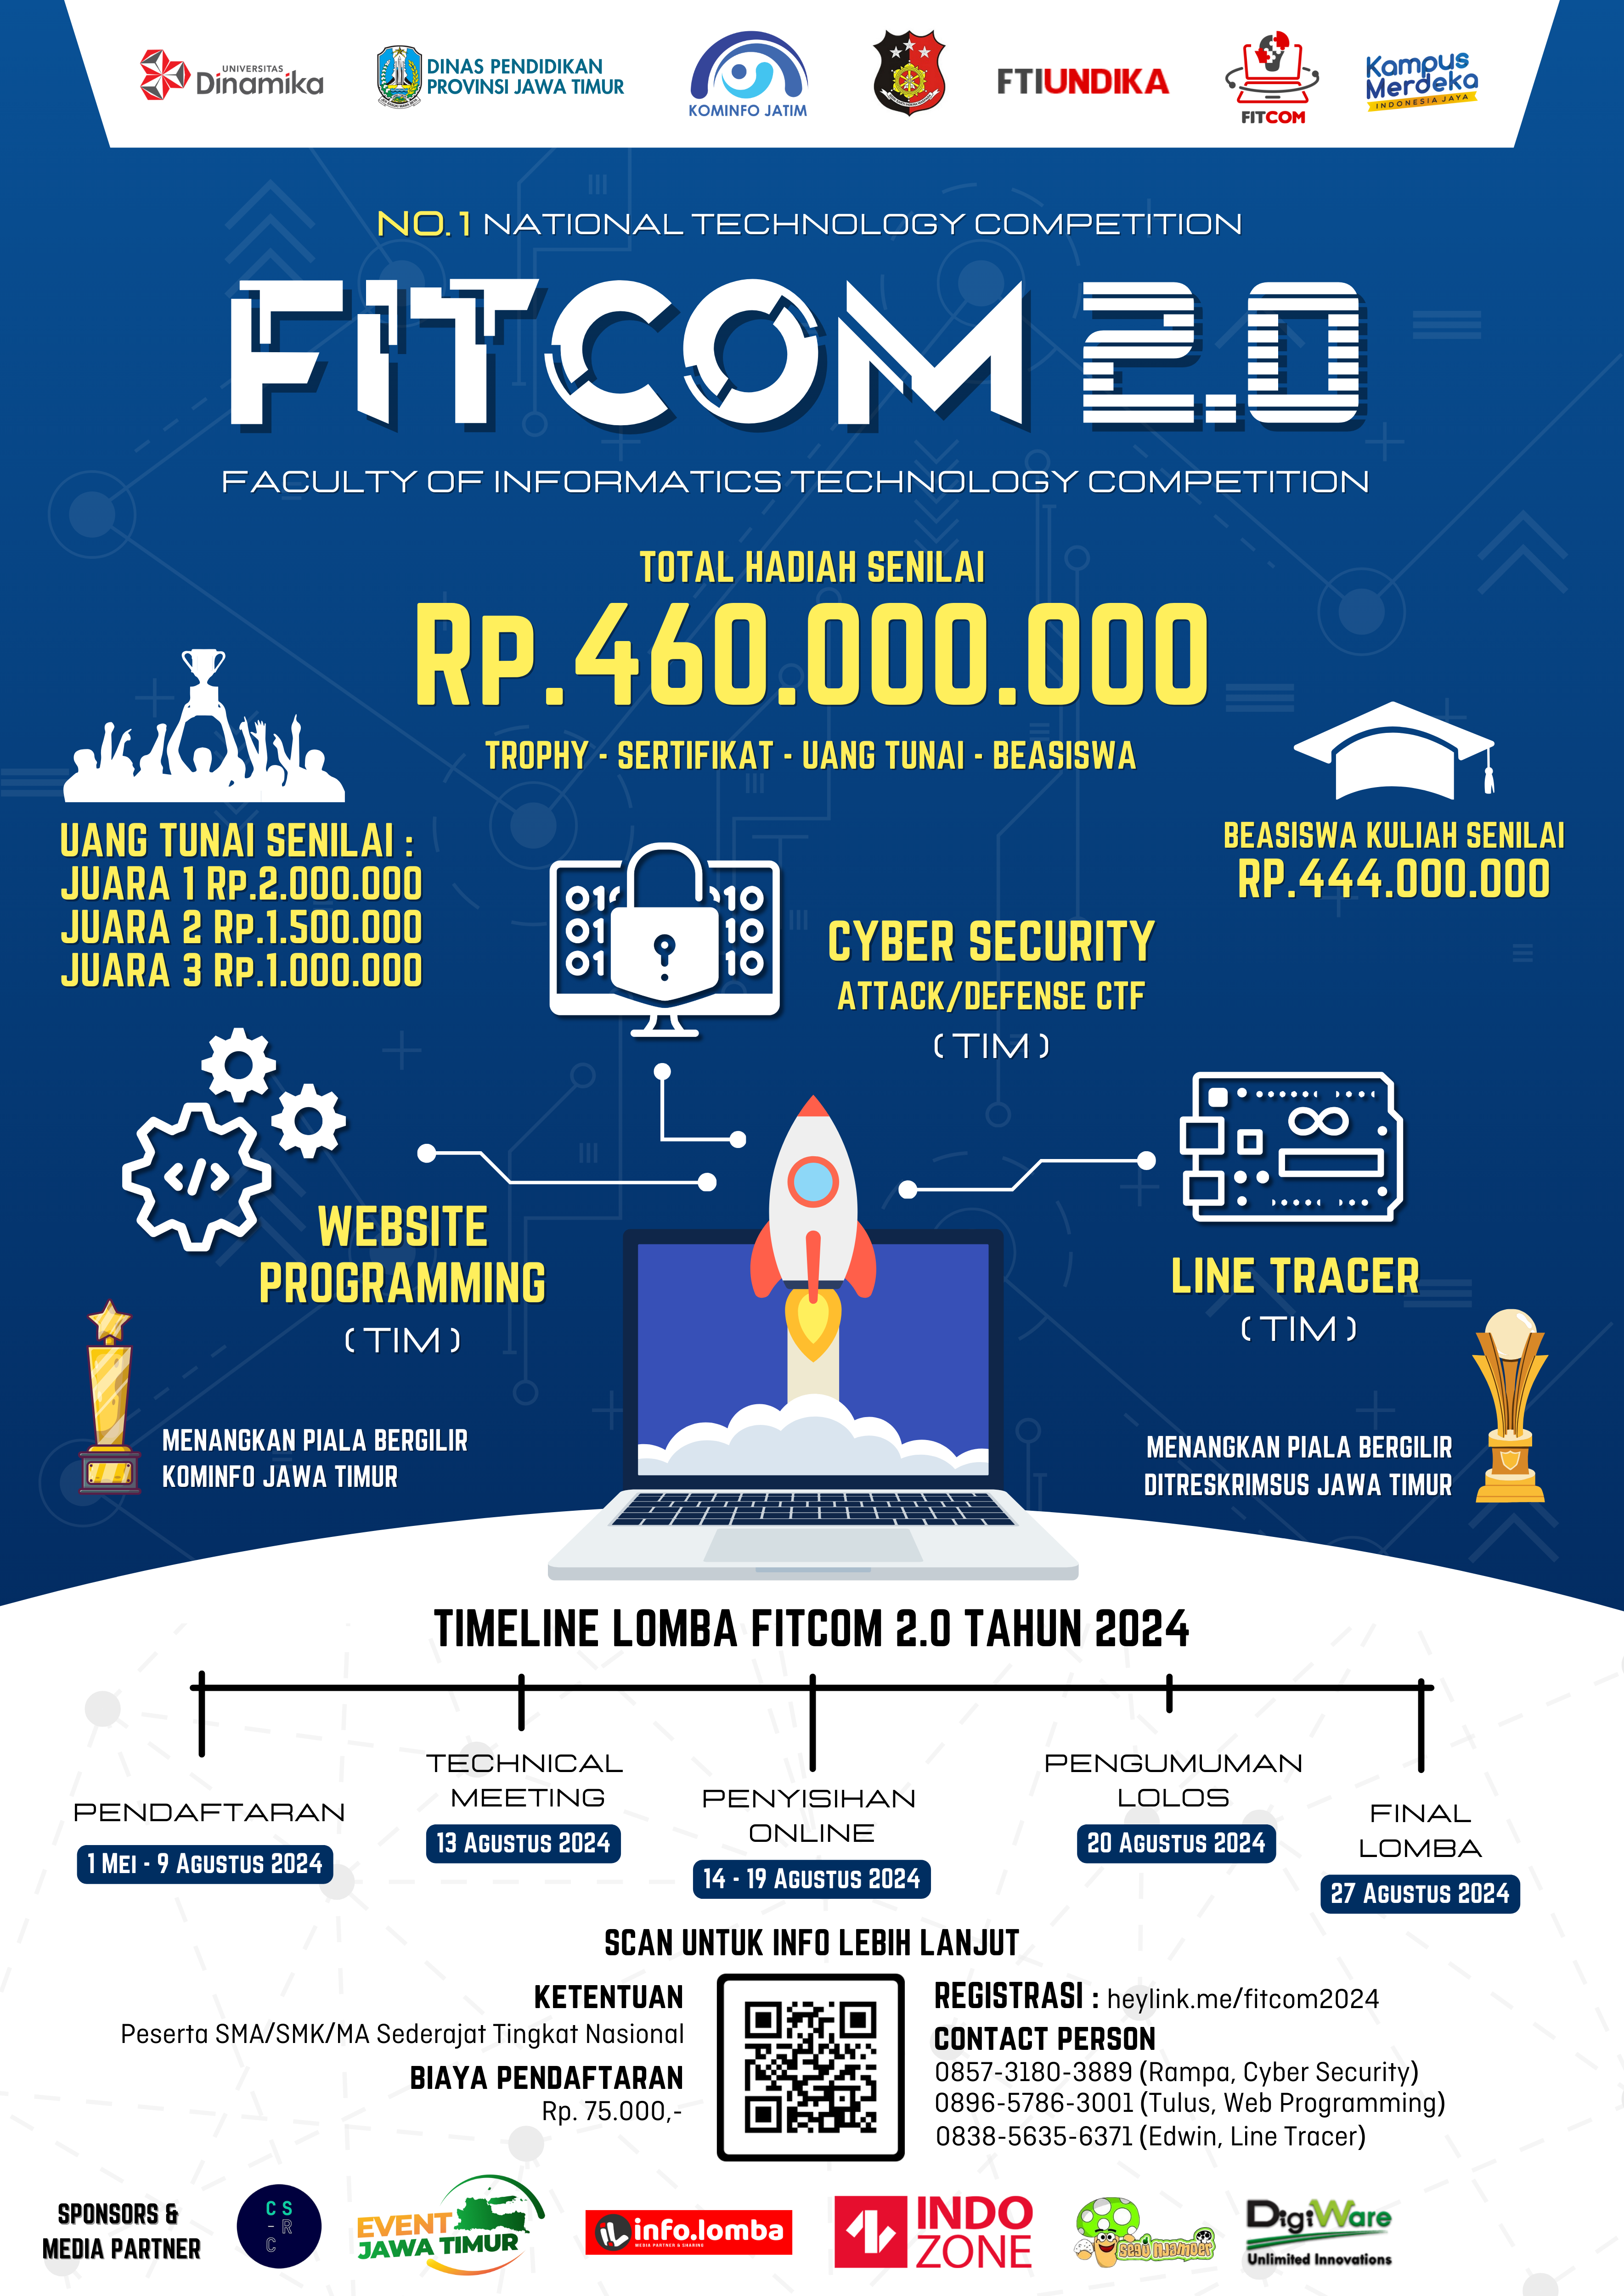 UNIVERSITAS
Dinamika
DINAS PENDIDIKAN
PROVINSI JAWA TIMUR
KOMINFO JATIM
FTIUNDIKA
FITCOM
Kampus
Merdeka
INDONESIA JAYA
NO.1 NATIONAL TECHNOLOGY COMPETITION
FITCOM 2.0
FACULTY OF INFORMATICS TECHNOLOGY COMPETITION
TOTAL HADIAH SENILAI
RP.460.000.000
TROPHY - SERTIFIKAT - UANG TUNAI - BEASISWA
UANG TUNAI SENILAI :
JUARA 1 RP.2.000.000
JUARA 2 RP.1.500.000
JUARA 3 RP.1.000.000
BEASISWA KULIAH SENILAI
RP.444.000.000
CYBER SECURITY
ATTACK/DEFENSE CTF
( TIM )
WEBSITE
PROGRAMMING
( TIM )
LINE TRACER
( TIM )
MENANGKAN PIALA BERGILIR
KOMINFO JAWA TIMUR
MENANGKAN PIALA BERGILIR
DITRESKRIMSUS JAWA TIMUR
TIMELINE LOMBA FITCOM 2.0 TAHUN 2024
PENDAFTARAN
1 MEI - 9 AGUSTUS 2024
TECHNICAL
MEETING
13 AGUSTUS 2024
PENYISIHAN
ONLINE
14 - 19 AGUSTUS 2024
PENGUMUMAN
LOLOS
20 AGUSTUS 2024
FINAL
LOMBA
27 AGUSTUS 2024
SCAN UNTUK INFO LEBIH LANJUT
KETENTUAN
Peserta SMA/SMK/MA Sederajat Tingkat Nasional
BIAYA PENDAFTARAN
Rp. 75.000,-
REGISTRASI : heylink.me/fitcom2024
CONTACT PERSON
0857-3180-3889 (Rampa, Cyber Security)
0896-5786-3001 (Tulus, Web Programming)
0838-5635-6371 (Edwin, Line Tracer)
SPONSORS &
MEDIA PARTNER
CS
-R
C
EVENT
JAWA TIMUR
info.lomba
MEDIA PARTNER & SHARING
INDO
ZONE
sego njamoer
DigiWare
Unlimited Innovations